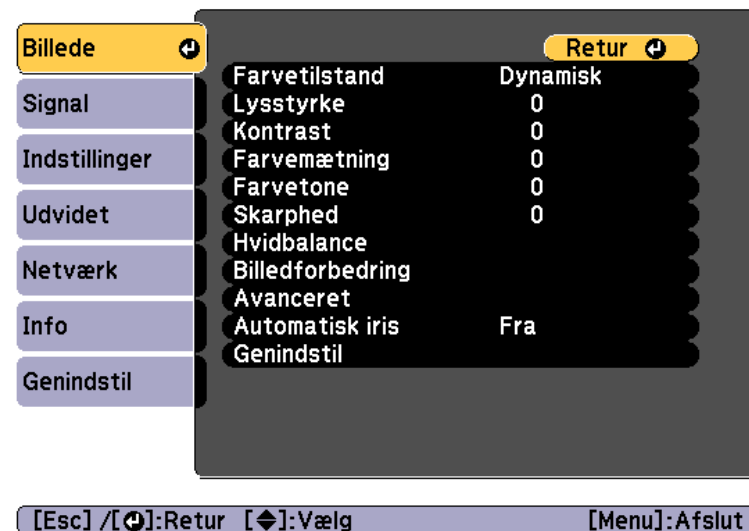 Billede
Signal
Indstillinger
Udvidet
Netværk
Info
Genindstil
Retur
Farvetilstand Dynamisk
Lysstyrke 0
Kontrast 0
Farvemætning 0
Farvetone 0
Skarphed 0
Hvidbalance
Billedforbedring
Avanceret
Automatisk iris Fra
Genindstil
[Esc] /[⏎]:Retur [◆]:Vælg [Menu]:Afslut